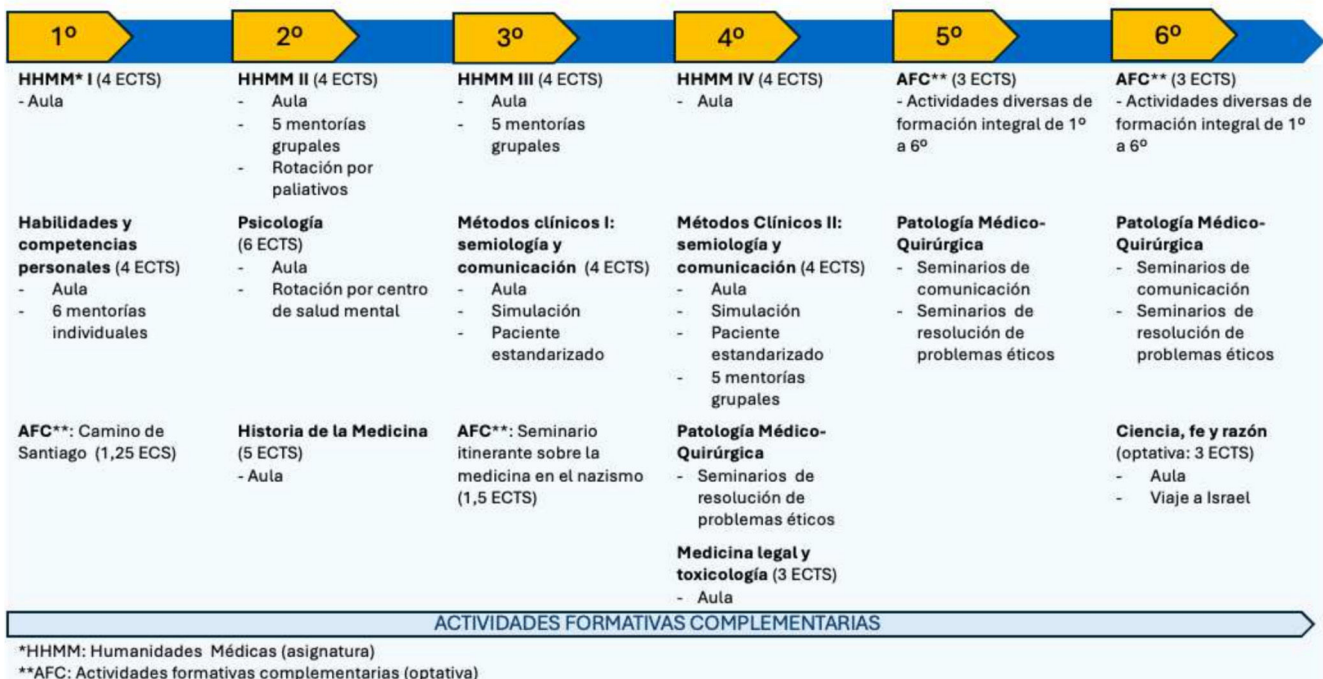 1º
2º
3º
4º
5º
6º
HHMM* I (4 ECTS)
- Aula
HHMM II (4 ECTS)
- Aula
- 5 mentorías
grupales
- Rotación por
paliativos
HHMM III (4 ECTS)
- Aula
- 5 mentorías
grupales
HHMM IV (4 ECTS)
- Aula
AFC** (3 ECTS)
- Actividades diversas de
formación integral de 1º
a 6º
AFC** (3 ECTS)
- Actividades diversas de
formación integral de 1º
a 6º
Habilidades y
competencias
personales (4 ECTS)
- Aula
- 6 mentorías
individuales
Psicología
(6 ECTS)
- Aula
- Rotación por centro
de salud mental
Métodos clínicos I:
semiología y
comunicación (4 ECTS)
- Aula
- Simulación
- Paciente
estandarizado
Métodos Clínicos II:
semiología y
comunicación (4 ECTS)
- Aula
- Simulación
- Paciente
estandarizado
- 5 mentorías
grupales
Patología Médico-
Quirúrgica
- Seminarios de
comunicación
- Seminarios de
resolución de
problemas éticos
Patología Médico-
Quirúrgica
- Seminarios de
comunicación
- Seminarios de
resolución de
problemas éticos
AFC**: Camino de
Santiago (1,25 ECS)
Historia de la Medicina
(5 ECTS)
- Aula
AFC**: Seminario
itinerante sobre la
medicina en el nazismo
(1,5 ECTS)
Patología Médico-
Quirúrgica
- Seminarios de
resolución de
problemas éticos
Medicina legal y
toxicología (3 ECTS)
- Aula
Ciencia, fe y razón
(optativa: 3 ECTS)
- Aula
- Viaje a Israel
ACTIVIDADES FORMATIVAS COMPLEMENTARIAS
*HHMM: Humanidades Médicas (asignatura)
**AFC: Actividades formativas complementarias (optativa)